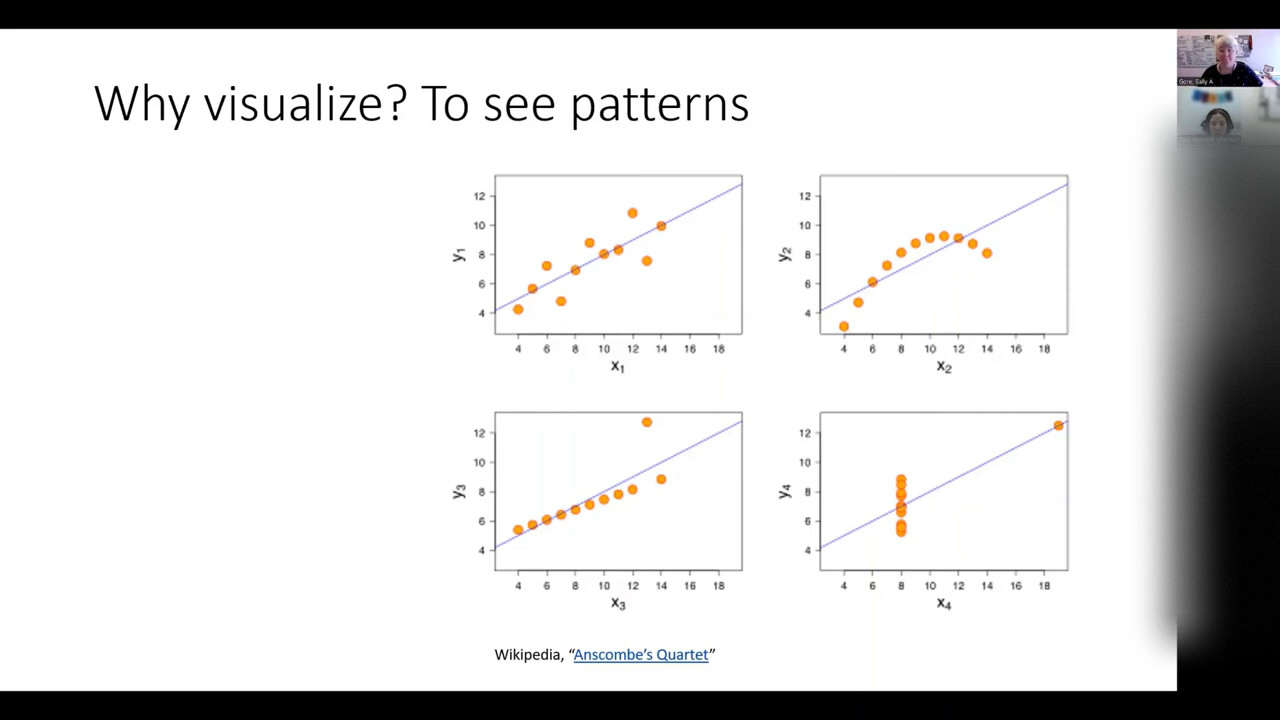 Why visualize? To see patterns
Gore, Sally A
12
10
8
6
4
y1
4 6 8 10 12 14 16 18
x1
12
10
8
6
4
y2
4 6 8 10 12 14 16 18
x2
12
10
8
6
4
y3
4 6 8 10 12 14 16 18
x3
12
10
8
6
4
y4
4 6 8 10 12 14 16 18
x4
Wikipedia, “Anscombe’s Quartet”